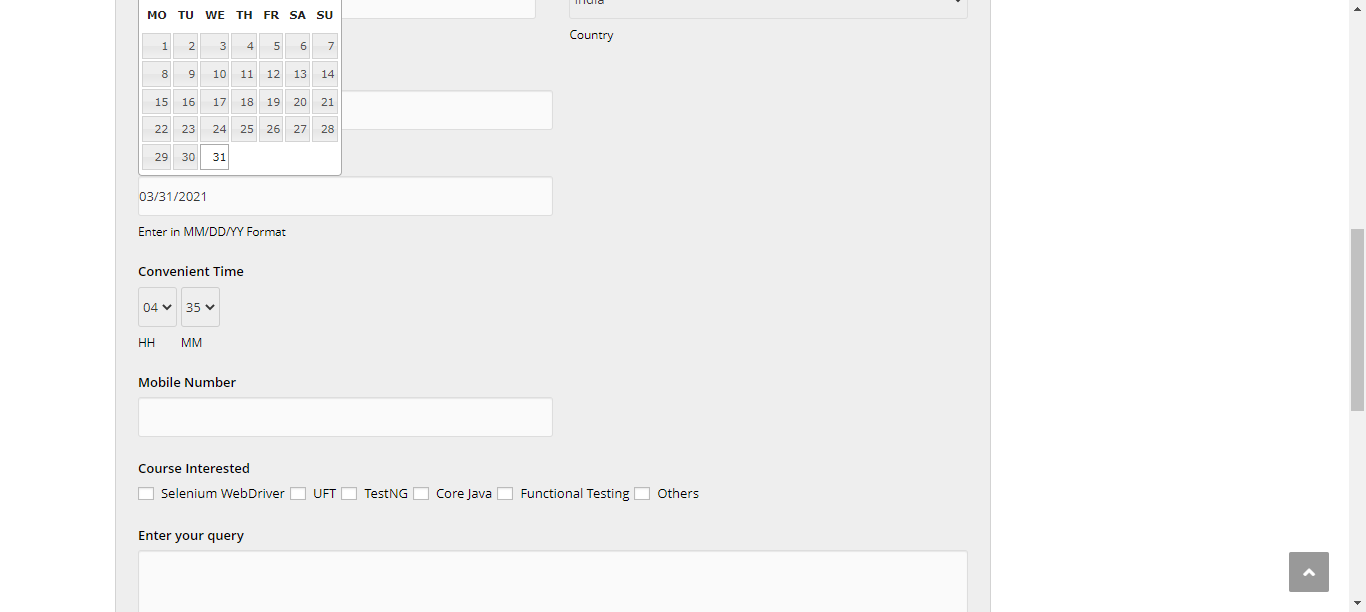 India
MO TU WE TH FR SA SU
Country
1 2 3 4 5 6 7
8 9 10 11 12 13 14
15 16 17 18 19 20 21
22 23 24 25 26 27 28
29 30 31
03/31/2021
Enter in MM/DD/YY Format
Convenient Time
04 35
HH MM
Mobile Number
Course Interested
Selenium WebDriver UFT TestNG Core Java Functional Testing Others
Enter your query